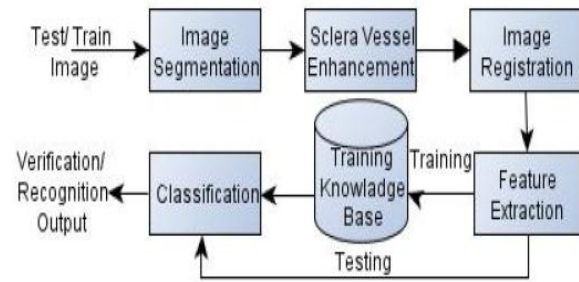 Test/ Train
Image
Image
Segmentation
Sclera Vessel
Enhancement
Image
Registration
Verification/
Recognition
Output
Classification
Training
Knowladge
Base
Training
Feature
Extraction
Testing